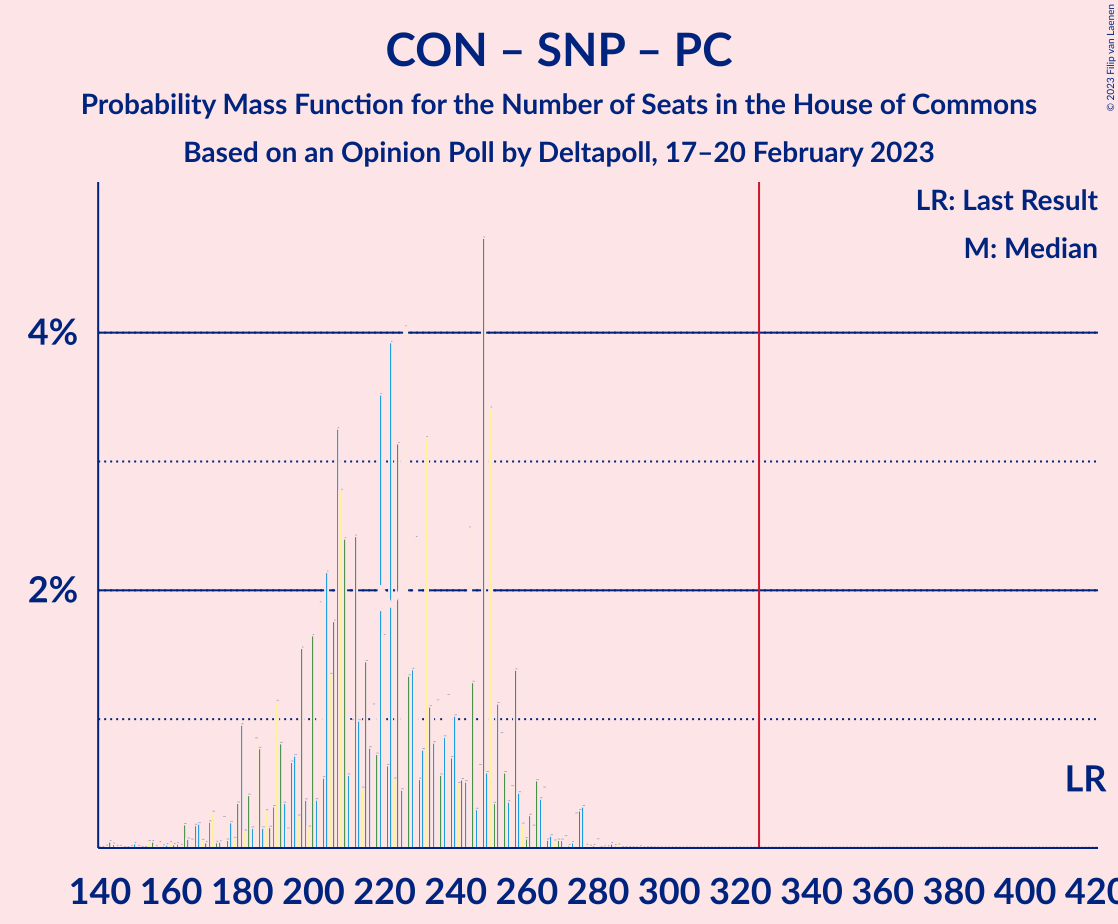 CON – SNP – PC
Probability Mass Function for the Number of Seats in the House of Commons
Based on an Opinion Poll by Deltapoll, 17–20 February 2023
© 2023 Filip van Laenen
LR: Last Result
M: Median
4%
2%
LR
140 160 180 200 220 240 260 280 300 320 340 360 380 400 420